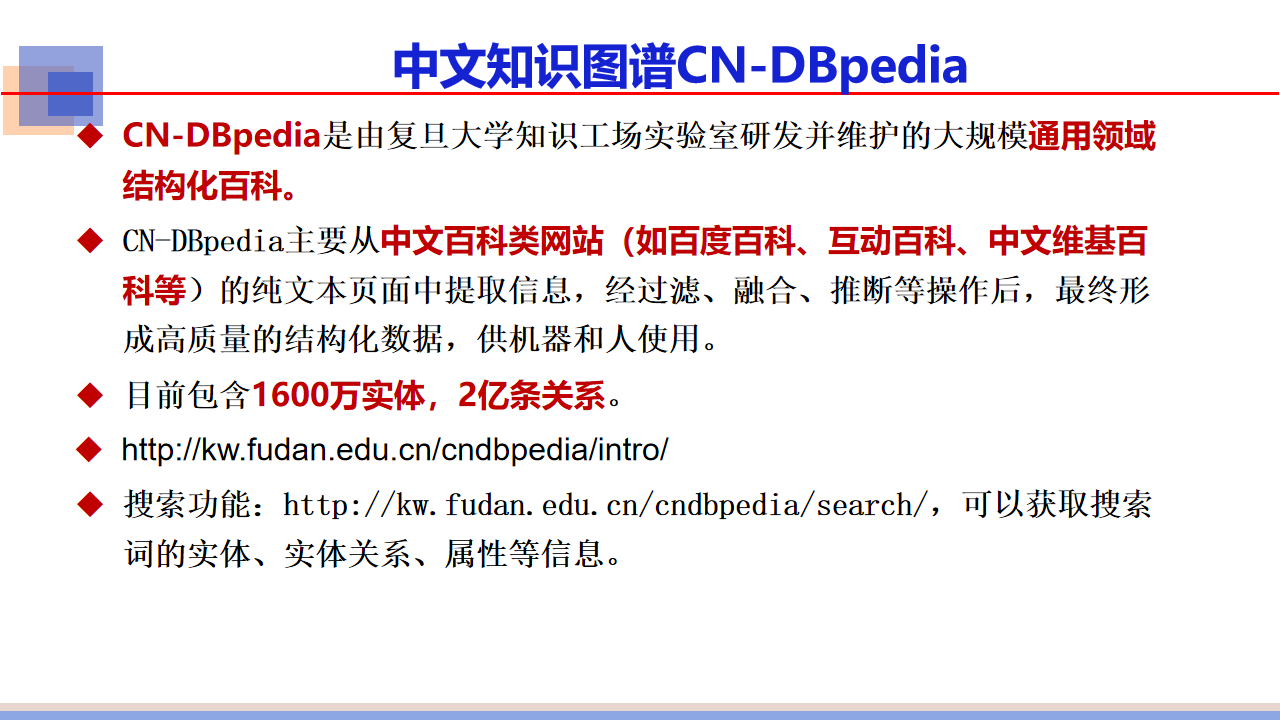 中文知识图谱CN-DBpedia
CN-DBpedia是由复旦大学知识工场实验室研发并维护的大规模通用领域
结构化百科。
CN-DBpedia主要从中文百科类网站（如百度百科、互动百科、中文维基百
科等）的纯文本页面中提取信息，经过滤、融合、推断等操作后，最终形
成高质量的结构化数据，供机器和人使用。
目前包含1600万实体，2亿条关系。
http://kw.fudan.edu.cn/cndbpedia/intro/
搜索功能：http://kw.fudan.edu.cn/cndbpedia/search/，可以获取搜索
词的实体、实体关系、属性等信息。